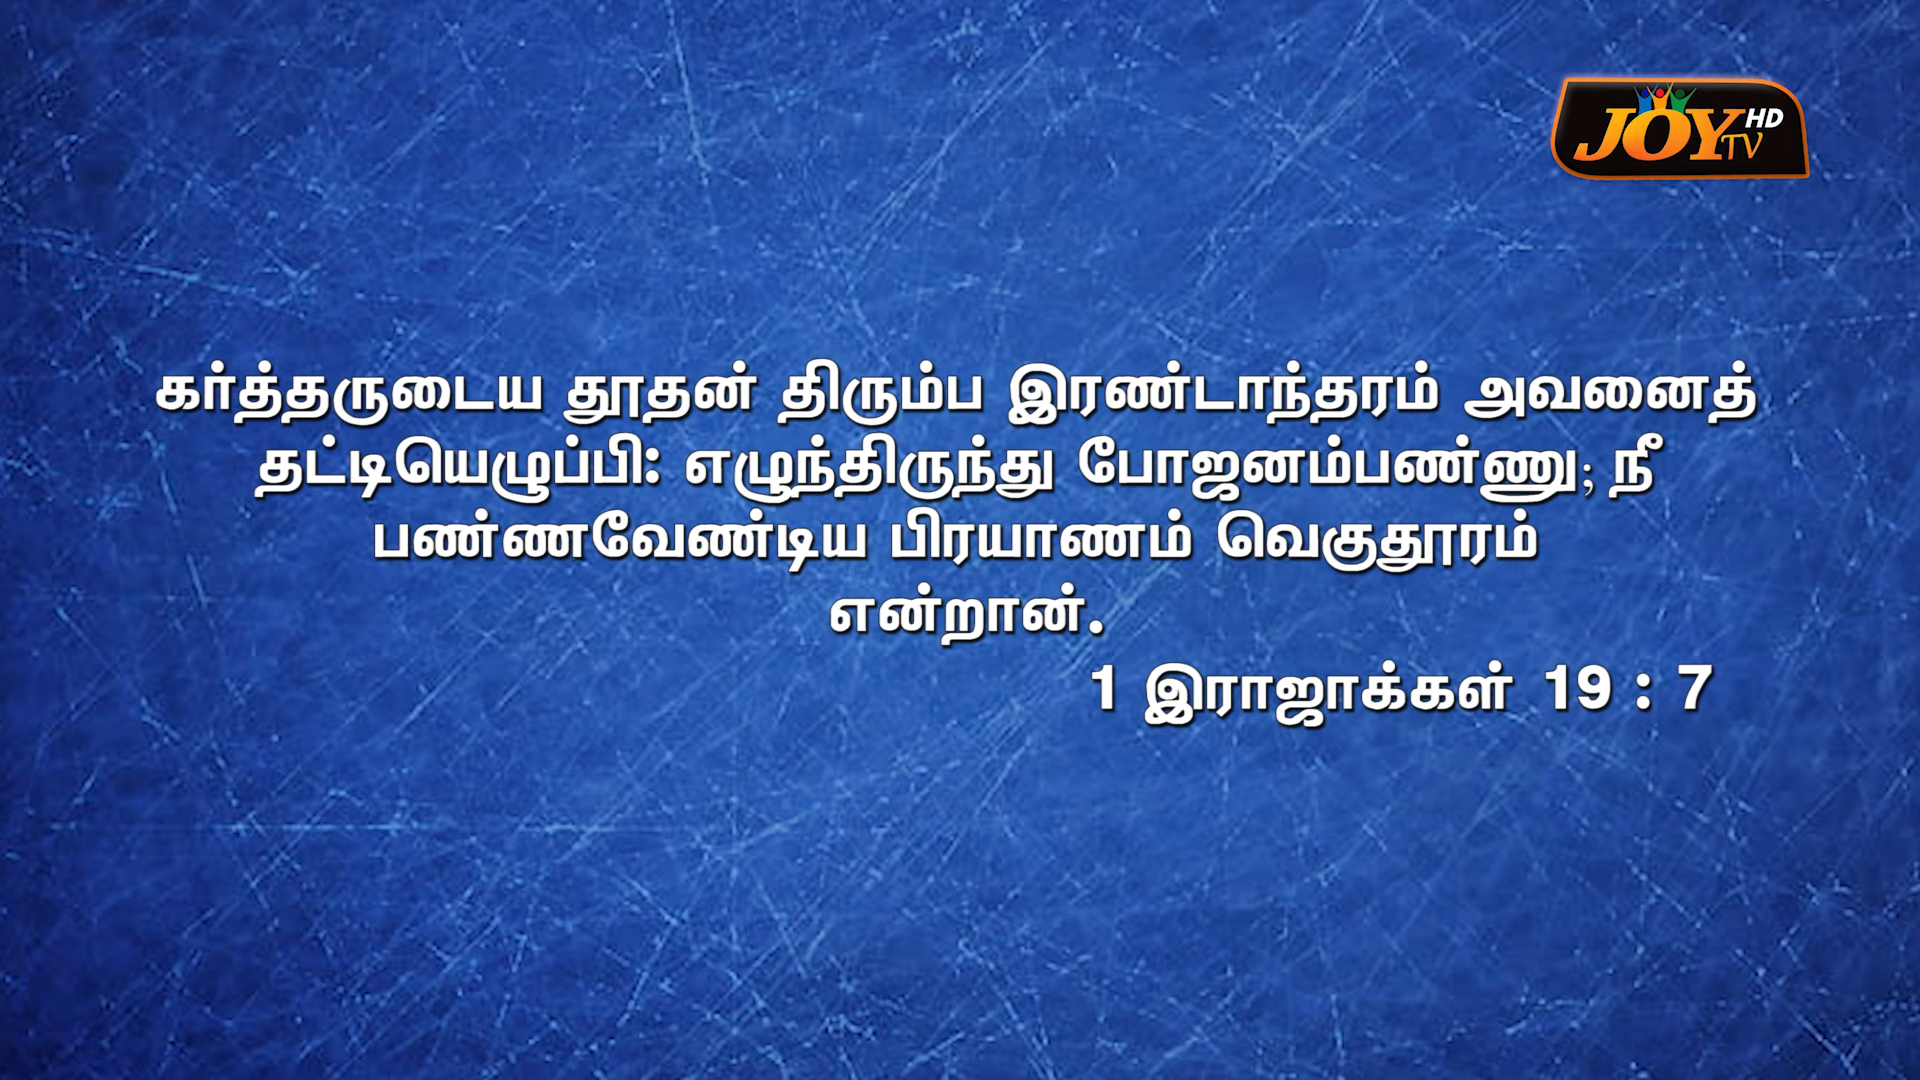 JOY HD TV
கர்த்தருடைய தூதன் திரும்ப இரண்டாந்தரம் அவனைத்
தட்டியெழுப்பி: எழுந்திருந்து போஜனம்பண்ணு; நீ
பண்ணவேண்டிய பிரயாணம் வெகுதூரம்
என்றான்.
1 இராஜாக்கள் 19 : 7